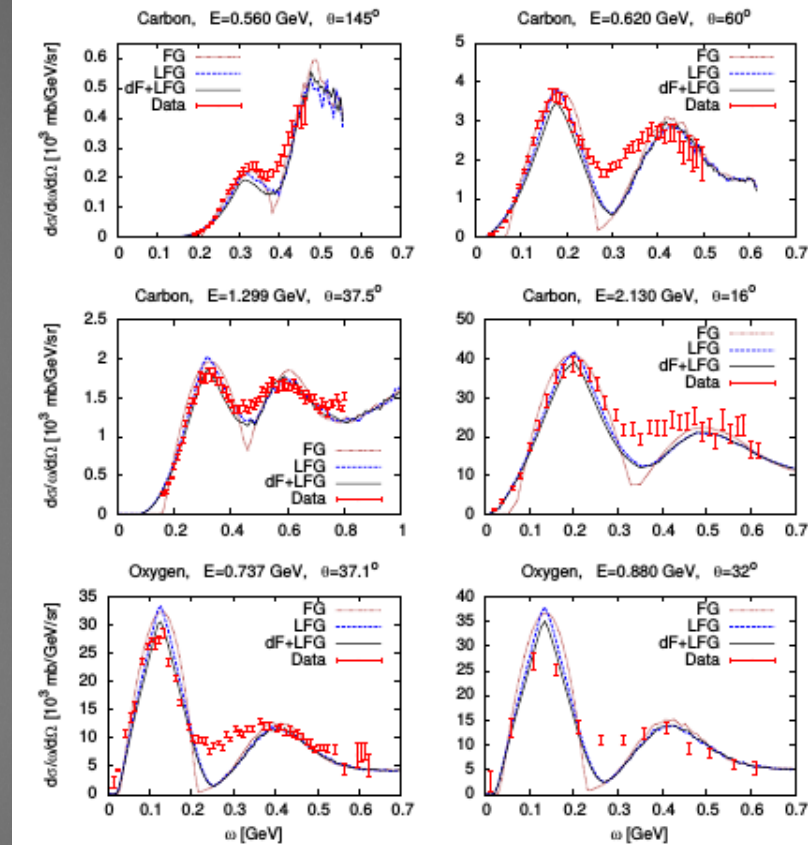 Carbon, E=0.560 GeV, θ=145°
dσ/dω/dΩ [10³ mb/GeV/sr]
0.6
0.5
0.4
0.3
0.2
0.1
0
FG
LFG
dF+LFG
Data
0 0.1 0.2 0.3 0.4 0.5 0.6 0.7
Carbon, E=0.620 GeV, θ=60°
5
4
3
2
1
0
FG
LFG
dF+LFG
Data
0 0.1 0.2 0.3 0.4 0.5 0.6 0.7
Carbon, E=1.299 GeV, θ=37.5°
dσ/ω/dΩ [10³ mb/GeV/sr]
2.5
2
1.5
1
0.5
0
FG
LFG
dF+LFG
Data
0 0.2 0.4 0.6 0.8 1
Carbon, E=2.130 GeV, θ=16°
50
40
30
20
10
0
FG
LFG
dF+LFG
Data
0 0.1 0.2 0.3 0.4 0.5 0.6 0.7
Oxygen, E=0.737 GeV, θ=37.1°
dσ/ω/dΩ [10³ mb/GeV/sr]
35
30
25
20
15
10
5
0
FG
LFG
dF+LFG
Data
0 0.1 0.2 0.3 0.4 0.5 0.6 0.7
ω [GeV]
Oxygen, E=0.880 GeV, θ=32°
40
35
30
25
20
15
10
5
0
FG
LFG
dF+LFG
Data
0 0.1 0.2 0.3 0.4 0.5 0.6 0.7
ω [GeV]